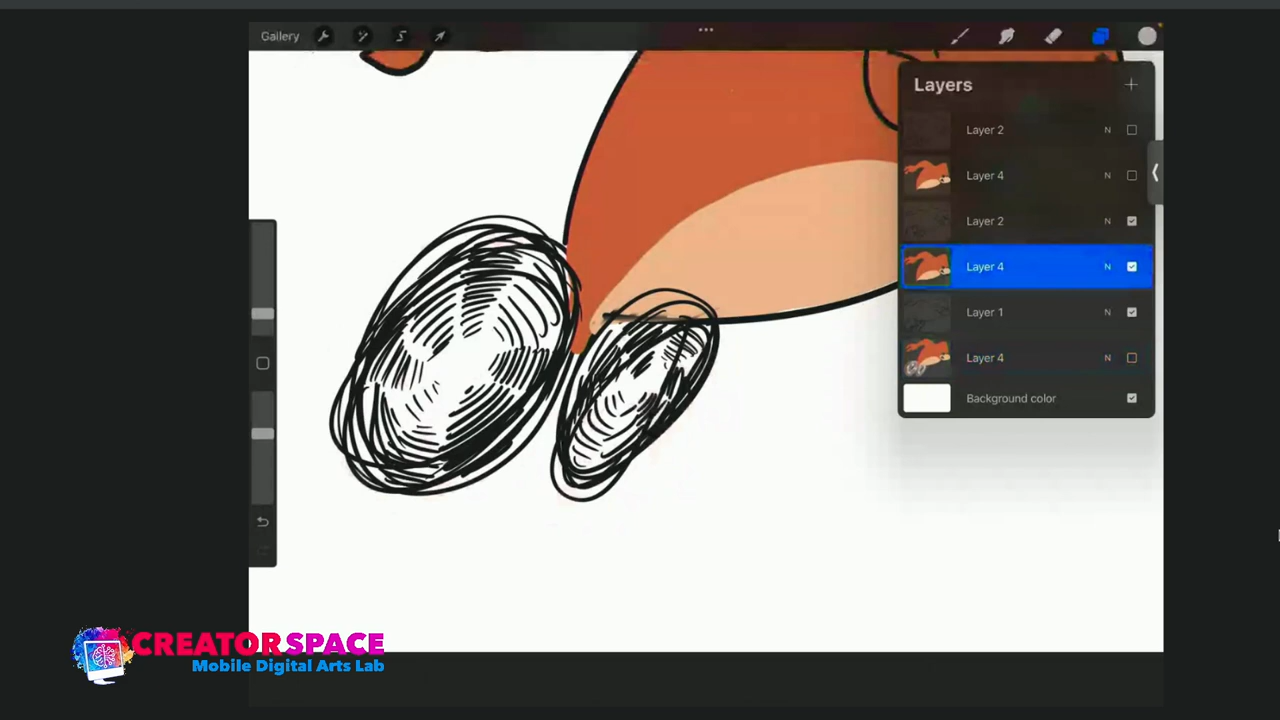 Gallery
Layers
Layer 2 N
Layer 4 N
Layer 2 N
Layer 4 N
Layer 1 N
Layer 4 N
Background color
CREATORSPACE
Mobile Digital Arts Lab